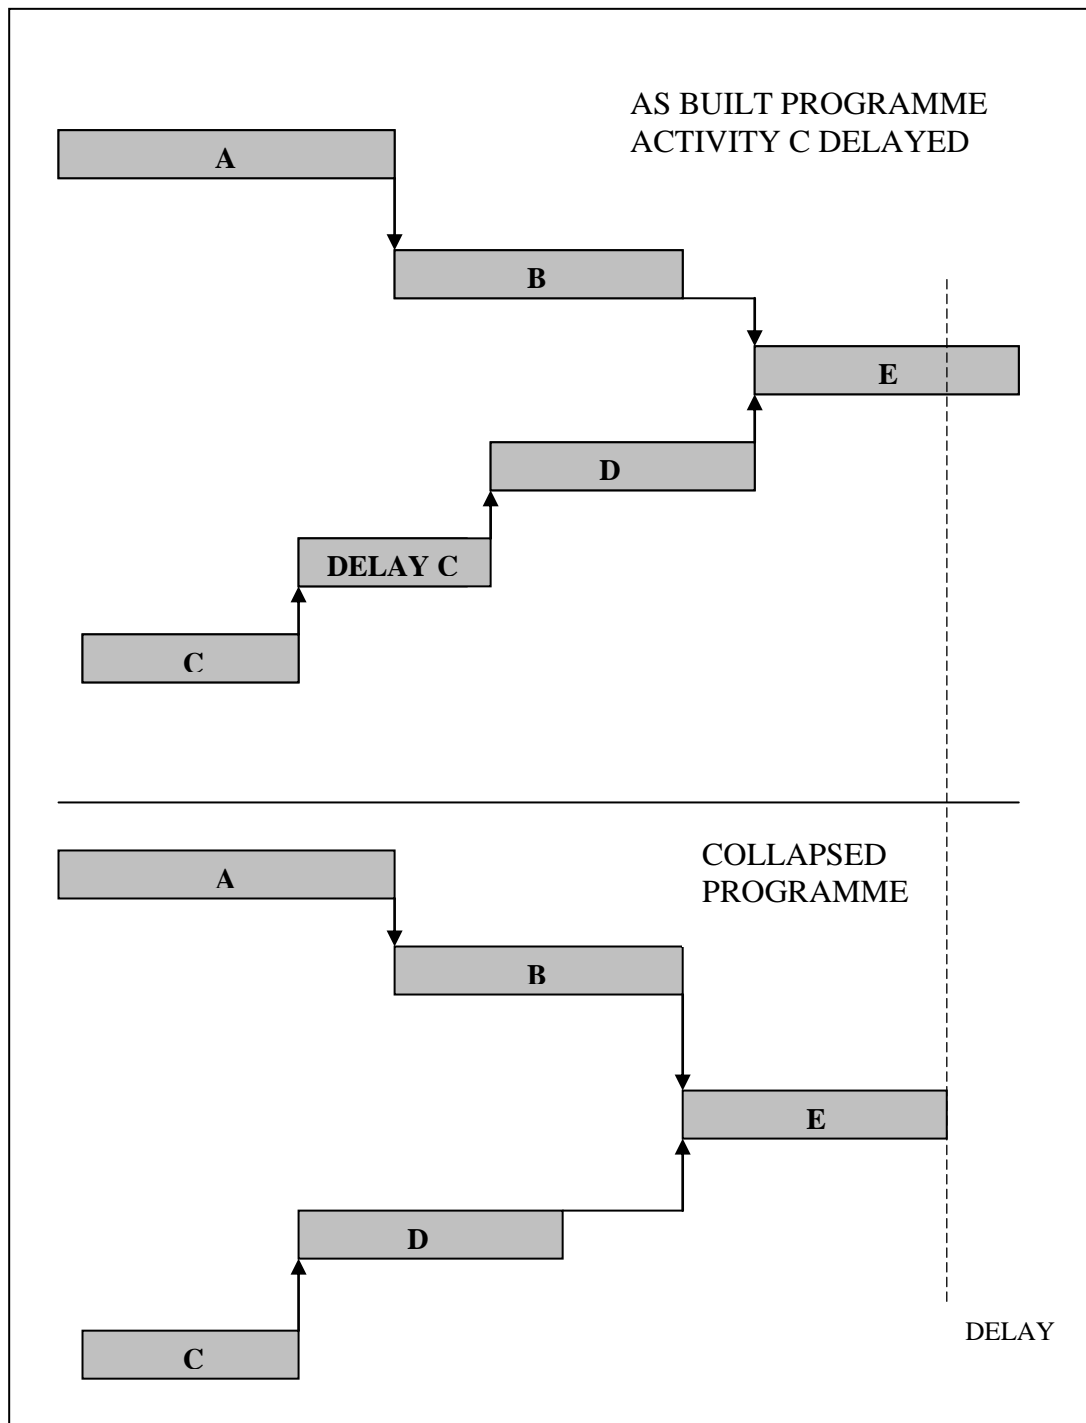 AS BUILT PROGRAMME
ACTIVITY C DELAYED
A
B
E
D
DELAY C
C
COLLAPSED
PROGRAMME
A
B
E
D
C
DELAY